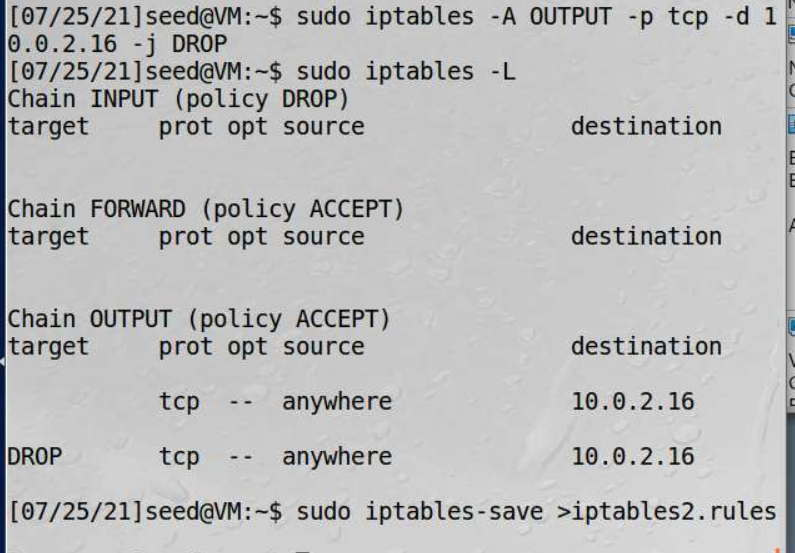 [07/25/21]seed@VM:~$ sudo iptables -A OUTPUT -p tcp -d 1
0.0.2.16 -j DROP
[07/25/21]seed@VM:~$ sudo iptables -L
Chain INPUT (policy DROP)
target     prot opt source               destination
Chain FORWARD (policy ACCEPT)
target     prot opt source               destination
Chain OUTPUT (policy ACCEPT)
target     prot opt source               destination
           tcp  --  anywhere             10.0.2.16
DROP       tcp  --  anywhere             10.0.2.16
[07/25/21]seed@VM:~$ sudo iptables-save >iptables2.rules